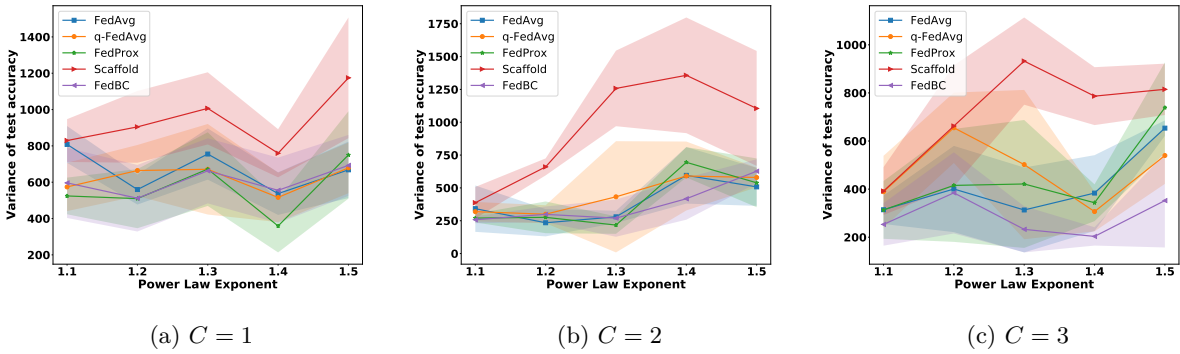 Variance of test accuracy
1400
1200
1000
800
600
400
200
FedAvg
q-FedAvg
FedProx
Scaffold
FedBC
1.1 1.2 1.3 1.4 1.5
Power Law Exponent
(a) C = 1
Variance of test accuracy
1750
1500
1250
1000
750
500
250
0
FedAvg
q-FedAvg
FedProx
Scaffold
FedBC
1.1 1.2 1.3 1.4 1.5
Power Law Exponent
(b) C = 2
Variance of test accuracy
1000
800
600
400
200
FedAvg
q-FedAvg
FedProx
Scaffold
FedBC
1.1 1.2 1.3 1.4 1.5
Power Law Exponent
(c) C = 3